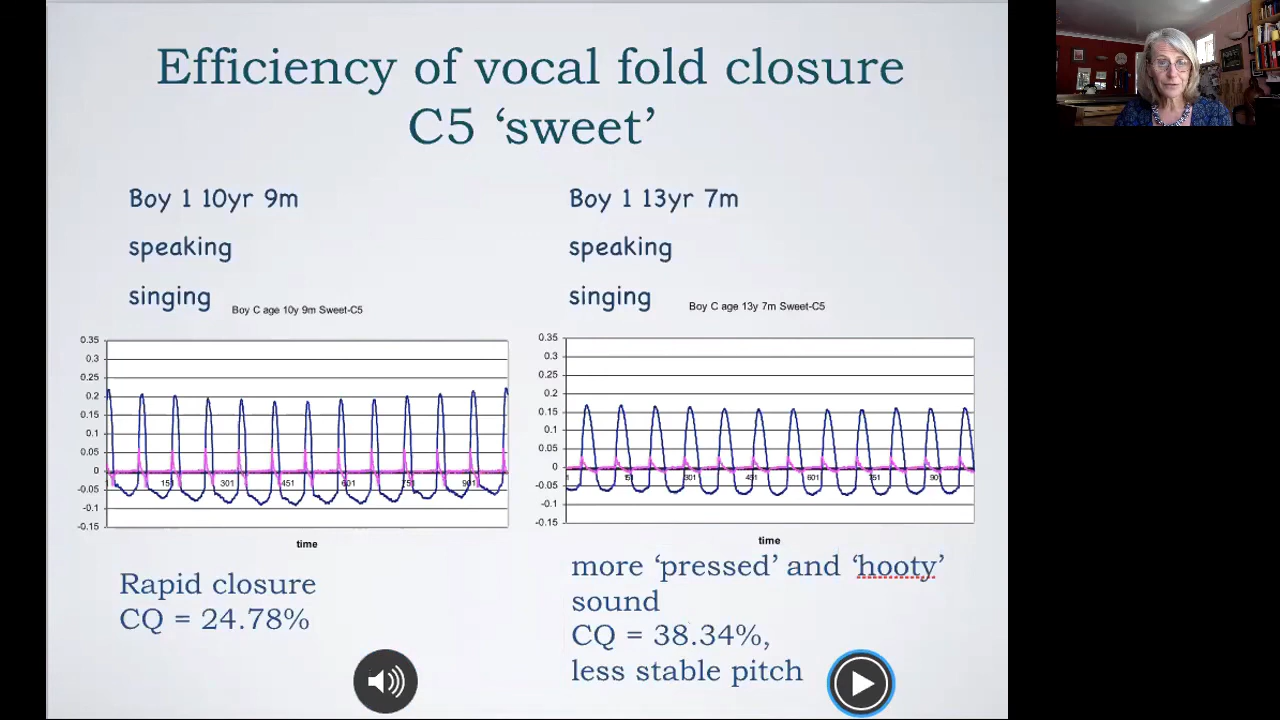 Efficiency of vocal fold closure
C5 ‘sweet’
Boy 1 10yr 9m
speaking
singing
Boy C age 10y 9m Sweet-C5
0.35
0.3
0.25
0.2
0.15
0.1
0.05
0
-0.05
-0.1
-0.15
1
151
301
451
601
751
901
time
Rapid closure
CQ = 24.78%
Boy 1 13yr 7m
speaking
singing
Boy C age 13y 7m Sweet-C5
0.35
0.3
0.25
0.2
0.15
0.1
0.05
0
-0.05
-0.1
-0.15
1
151
301
451
601
751
901
time
more ‘pressed’ and ‘hooty’
sound
CQ = 38.34%,
less stable pitch